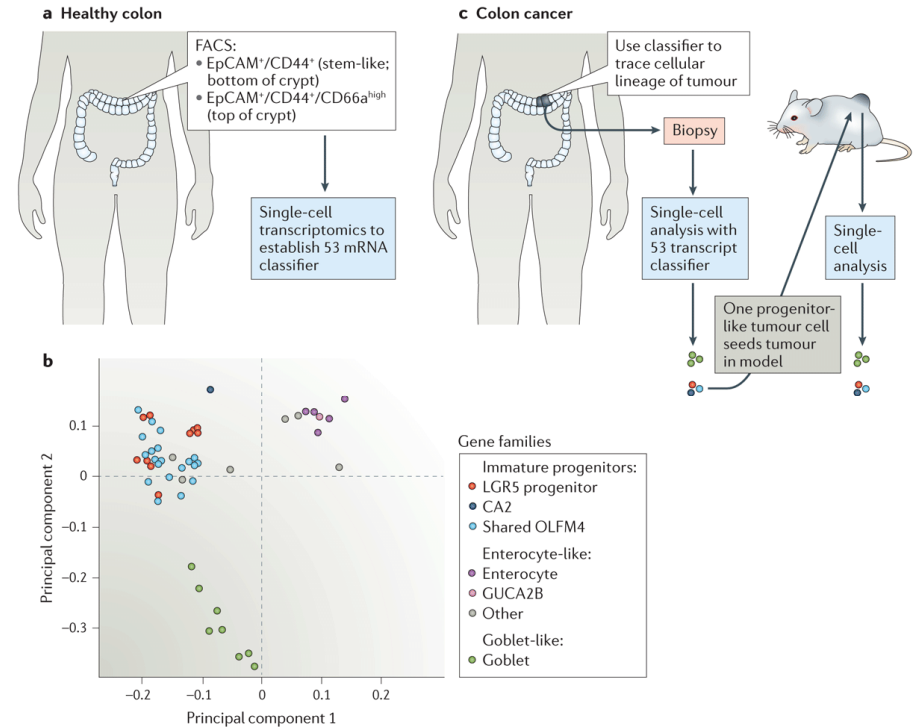 a Healthy colon
FACS:
• EpCAM⁺/CD44⁺ (stem-like;
bottom of crypt)
• EpCAM⁺/CD44⁺/CD66aʰⁱᵍʰ
(top of crypt)
Single-cell
transcriptomics to
establish 53 mRNA
classifier
c Colon cancer
Use classifier to
trace cellular
lineage of tumour
Biopsy
Single-cell
analysis with
53 transcript
classifier
Single-
cell
analysis
One progenitor-
like tumour cell
seeds tumour
in model
b
Principal component 2
0.1
0
−0.1
−0.2
−0.3
−0.2
−0.1
0
0.1
0.2
Principal component 1
Gene families
Immature progenitors:
LGR5 progenitor
CA2
Shared OLFM4
Enterocyte-like:
Enterocyte
GUCA2B
Other
Goblet-like:
Goblet